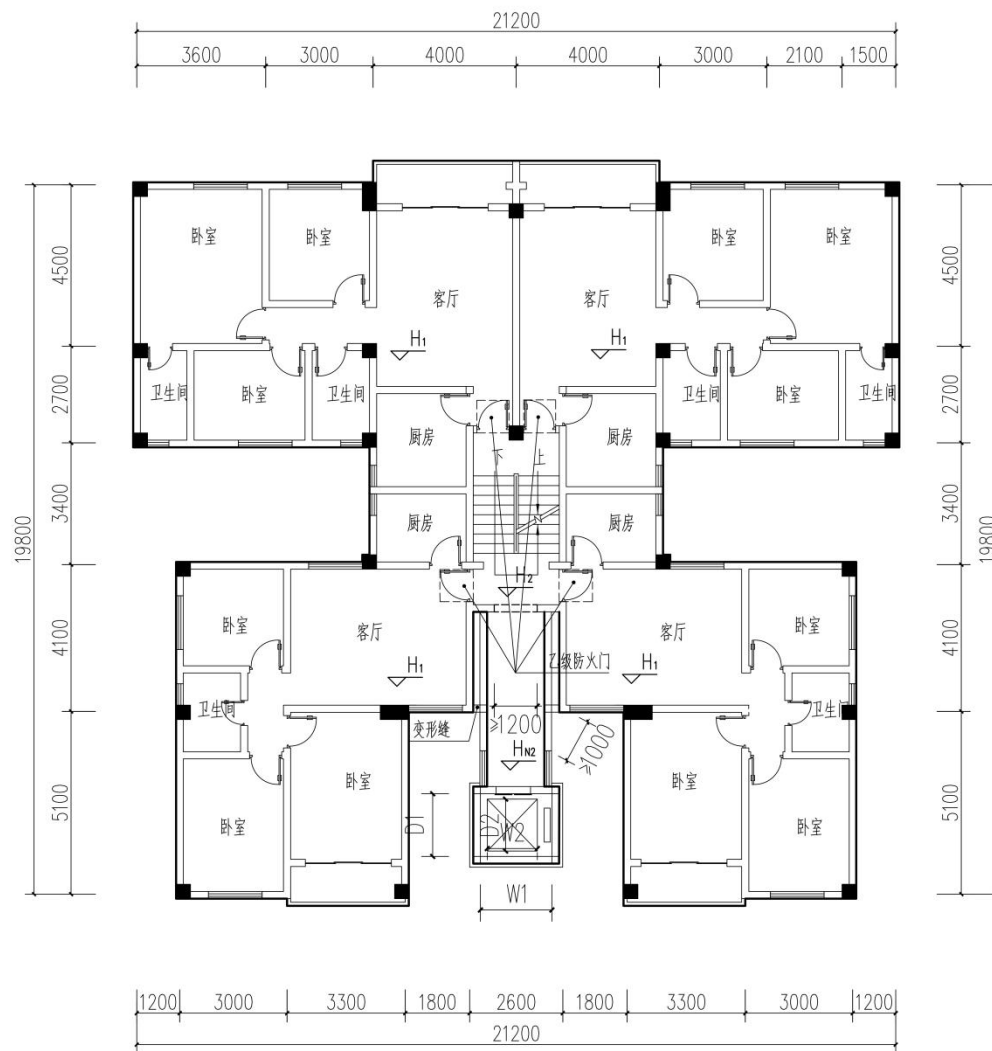 21200
3600 3000 4000 4000 3000 2100 1500
卧室 卧室 卧室 卧室
4500 客厅 客厅 4500
H1 H1
卫生间 卧室 卫生间 卫生间 卧室 卫生间
2700 2700
厨房 厨房
下 上
3400 3400
19800 厨房 厨房 19800
H2
卧室 客厅 客厅 卧室
4100 4100
H1 乙级防火门 H1
卫生间 卫生间
变形缝 ≥1200 ≥1000
HN2
卧室 卧室
5100 5100
卧室 D1 D2 W2 卧室
W1
1200 3000 3300 1800 2600 1800 3300 3000 1200
21200